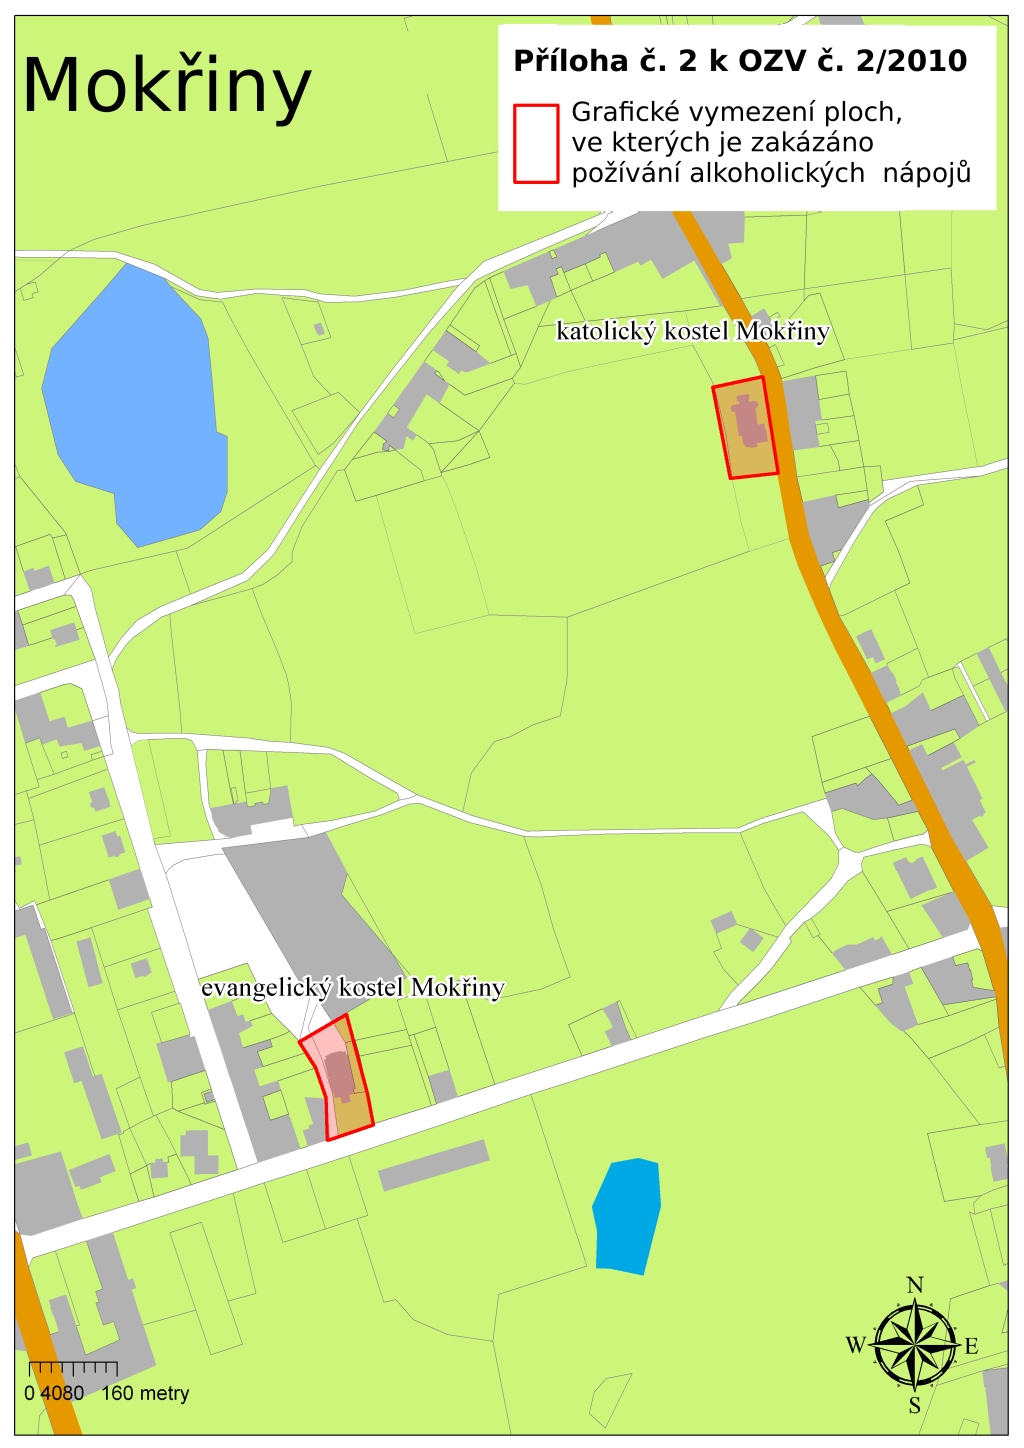 Mokřiny
Příloha č. 2 k OZV č. 2/2010
Grafické vymezení ploch,
ve kterých je zakázáno
požívání alkoholických  nápojů
katolický kostel Mokřiny
evangelický kostel Mokřiny
N
W E
S
0 4080 160 metry